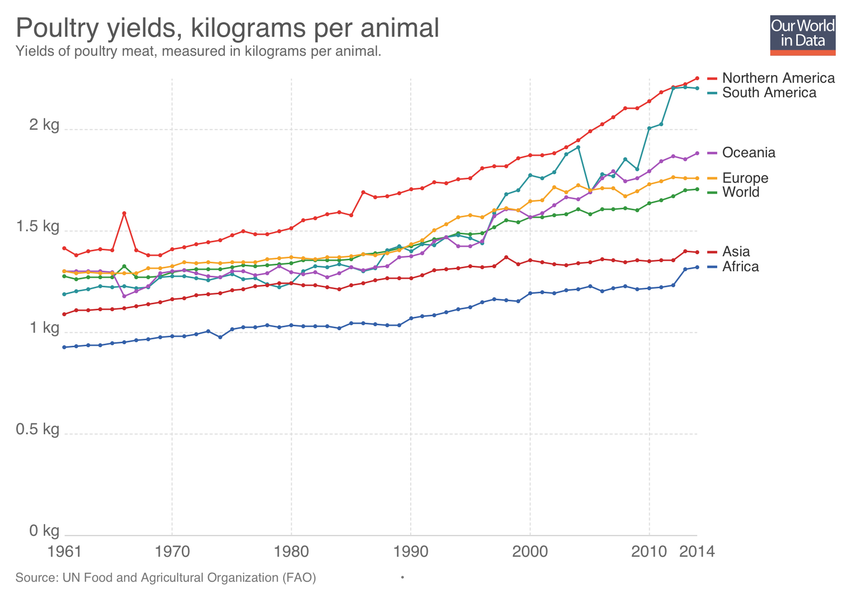 Poultry yields, kilograms per animal
Yields of poultry meat, measured in kilograms per animal.
Our World
in Data
2 kg
1.5 kg
1 kg
0.5 kg
0 kg
1961
1970
1980
1990
2000
2010
2014
Northern America
South America
Oceania
Europe
World
Asia
Africa
Source: UN Food and Agricultural Organization (FAO)
•